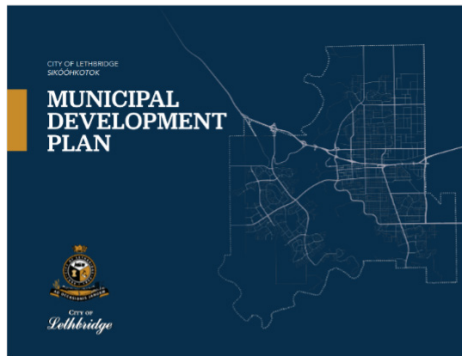 CITY OF LETHBRIDGE
SIKÓÓHKOTOK
MUNICIPAL
DEVELOPMENT
PLAN
CITY OF
Lethbridge